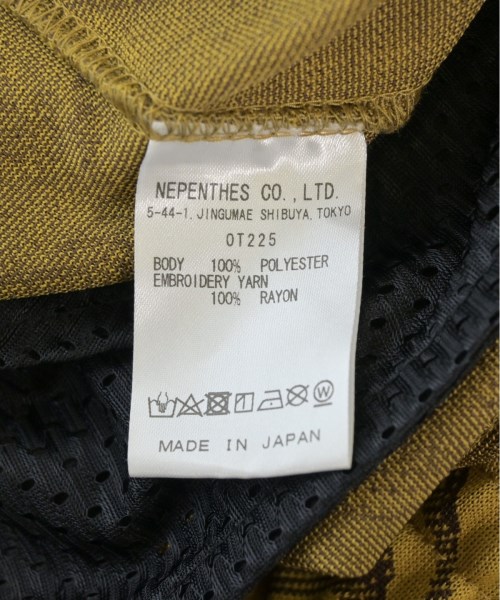 NEPENTHES CO.,LTD.
5-44-1, JINGUMAE SHIBUYA, TOKYO
OT225
BODY 100% POLYESTER
EMBROIDERY YARN
100% RAYON
W
MADE IN JAPAN